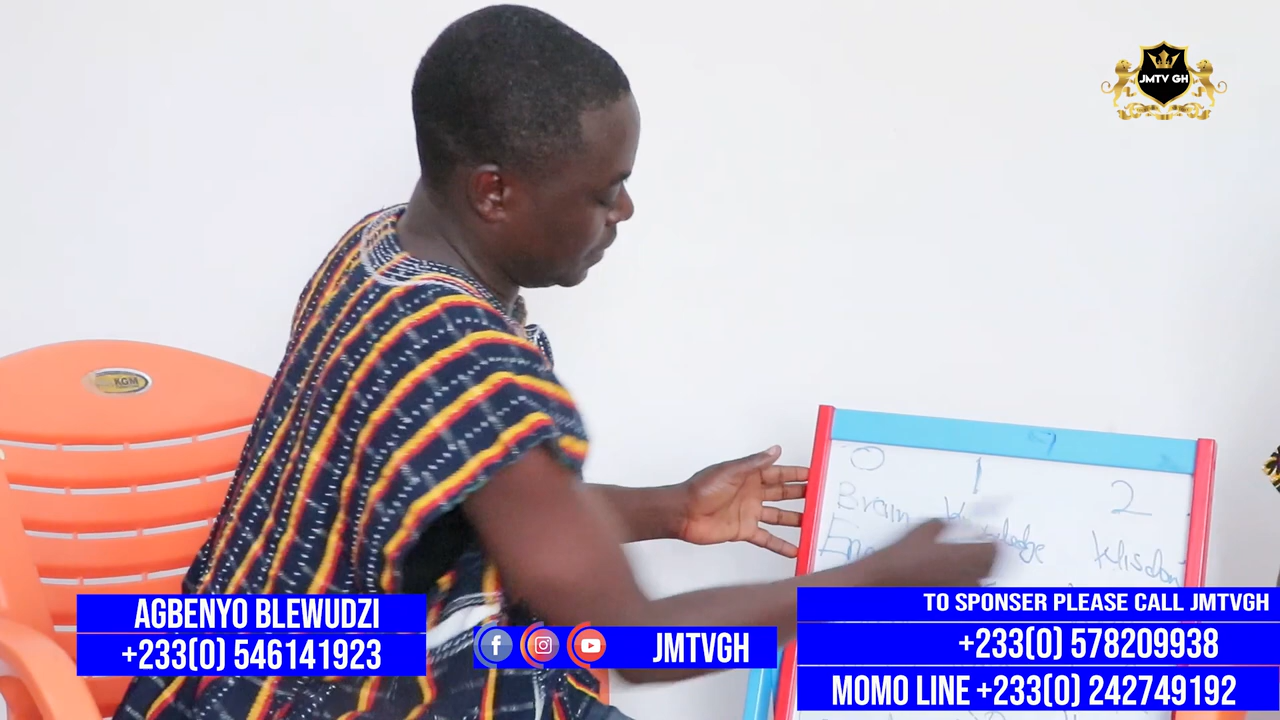 JMTV GH
KGM
0 1 2
Brain Knowledge Wisdom
AGBENYO BLEWUDZI
+233(0) 546141923
JMTVGH
TO SPONSER PLEASE CALL JMTVGH
+233(0) 578209938
MOMO LINE +233(0) 242749192